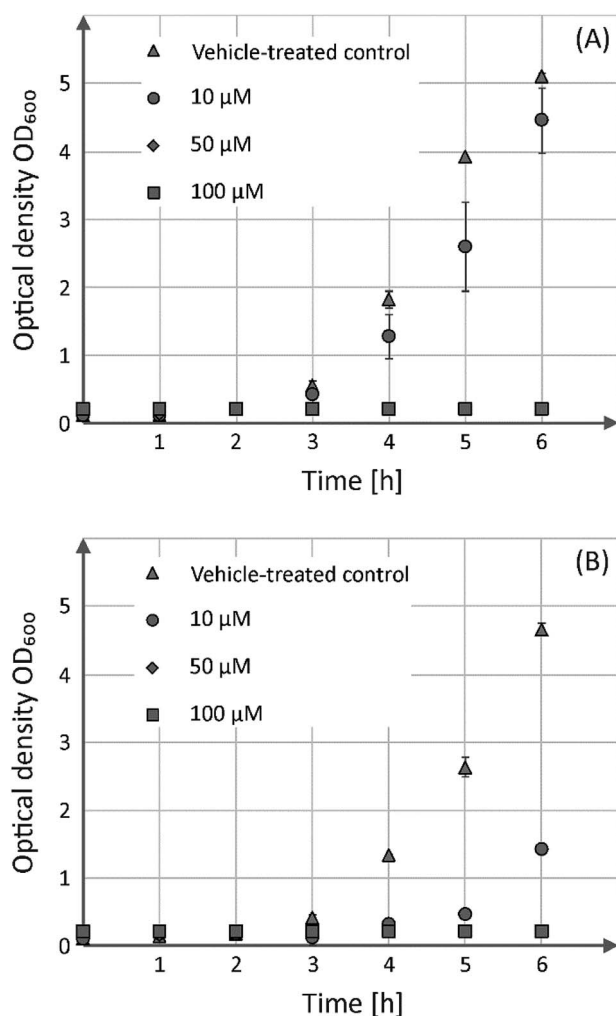 (A)
Vehicle-treated control
10 μM
50 μM
100 μM
Optical density OD₆₀₀
5
4
3
2
1
0
1 2 3 4 5 6
Time [h]
(B)
Vehicle-treated control
10 μM
50 μM
100 μM
Optical density OD₆₀₀
5
4
3
2
1
0
1 2 3 4 5 6
Time [h]